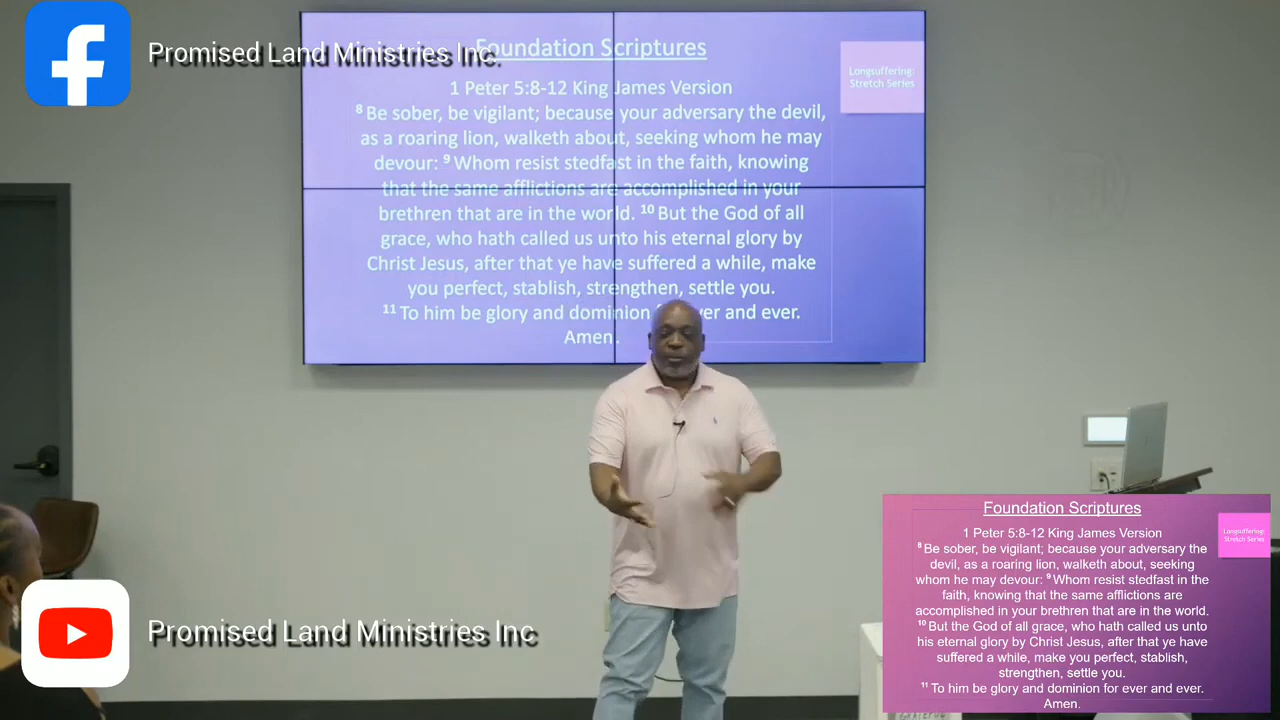 Promised Land Ministries Inc.
Foundation Scriptures
1 Peter 5:8-12 King James Version
8 Be sober, be vigilant; because your adversary the devil,
as a roaring lion, walketh about, seeking whom he may
devour: 9 Whom resist stedfast in the faith, knowing
that the same afflictions are accomplished in your
brethren that are in the world. 10 But the God of all
grace, who hath called us unto his eternal glory by
Christ Jesus, after that ye have suffered a while, make
you perfect, stablish, strengthen, settle you.
11 To him be glory and dominion ever and ever.
Amen.
Longsuffering:
Stretch Series
Promised Land Ministries Inc
Foundation Scriptures
1 Peter 5:8-12 King James Version
8 Be sober, be vigilant; because your adversary the
devil, as a roaring lion, walketh about, seeking
whom he may devour: 9 Whom resist stedfast in the
faith, knowing that the same afflictions are
accomplished in your brethren that are in the world.
10 But the God of all grace, who hath called us unto
his eternal glory by Christ Jesus, after that ye have
suffered a while, make you perfect, stablish,
strengthen, settle you.
11 To him be glory and dominion for ever and ever.
Amen.
Longsuffering:
Stretch Series